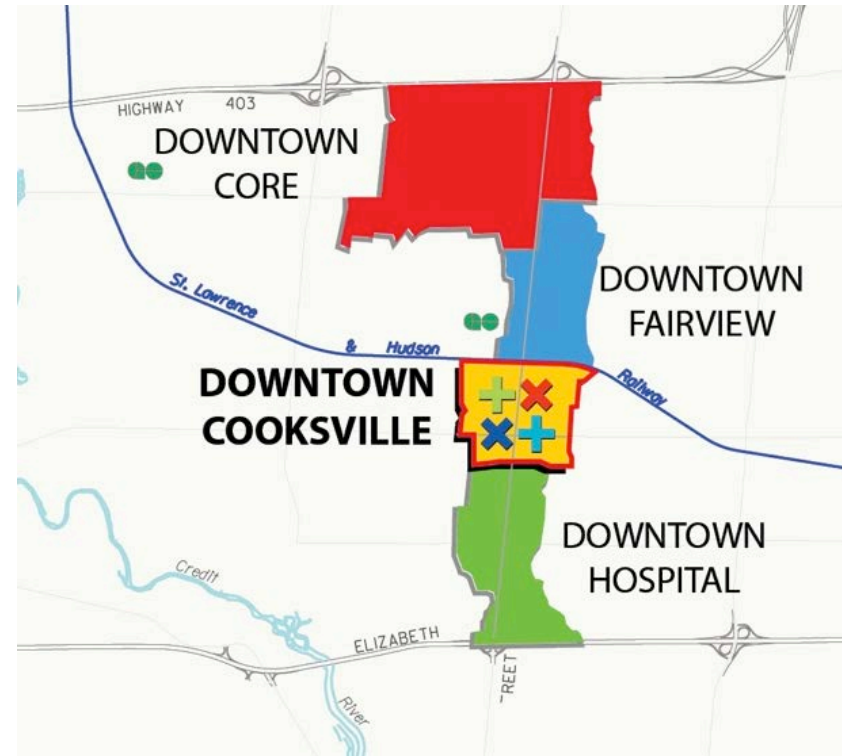 HIGHWAY 403
DOWNTOWN
CORE
St. Lawrence & Hudson Railway
DOWNTOWN
FAIRVIEW
DOWNTOWN
COOKSVILLE
DOWNTOWN
HOSPITAL
Credit River
ELIZABETH
REET